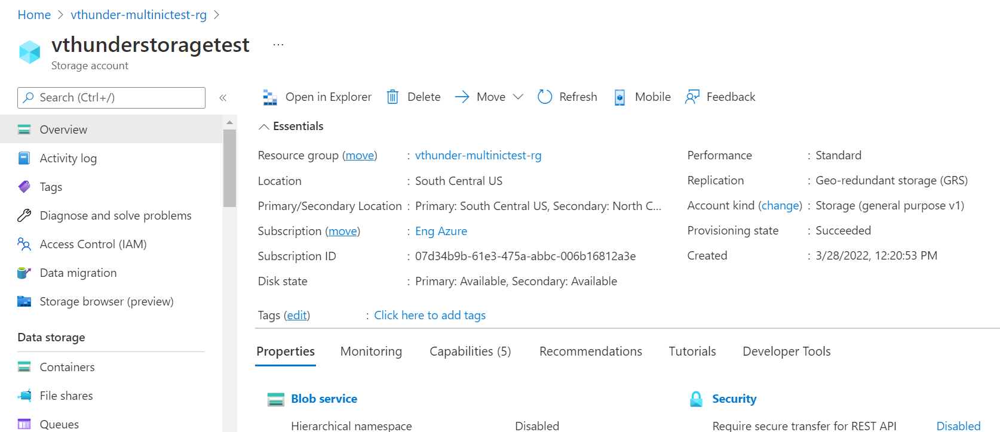 Home > vthunder-multinictest-rg >
vthunderstoragetest ...
Storage account
Search (Ctrl+/) «
Overview
Activity log
Tags
Diagnose and solve problems
Access Control (IAM)
Data migration
Storage browser (preview)
Data storage
Containers
File shares
Queues
Open in Explorer Delete Move Refresh Mobile Feedback
Essentials
Resource group (move) : vthunder-multinictest-rg
Location : South Central US
Primary/Secondary Location : Primary: South Central US, Secondary: North C...
Subscription (move) : Eng Azure
Subscription ID : 07d34b9b-61e3-475a-abbc-006b16812a3e
Disk state : Primary: Available, Secondary: Available
Performance : Standard
Replication : Geo-redundant storage (GRS)
Account kind (change) : Storage (general purpose v1)
Provisioning state : Succeeded
Created : 3/28/2022, 12:20:53 PM
Tags (edit) : Click here to add tags
Properties Monitoring Capabilities (5) Recommendations Tutorials Developer Tools
Blob service
Hierarchical namespace Disabled
Security
Require secure transfer for REST API Disabled